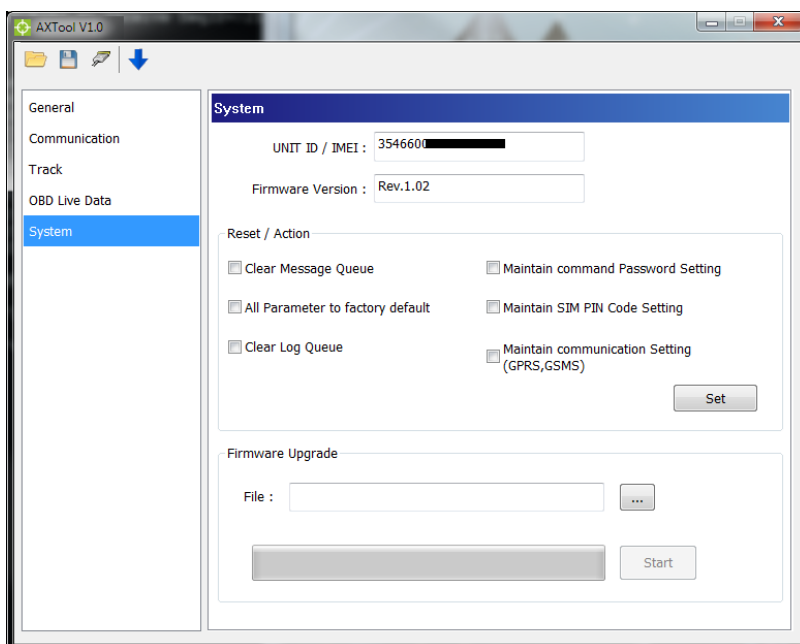 AXTool V1.0
General
Communication
Track
OBD Live Data
System
System
UNIT ID / IMEI :
3546600
Firmware Version :
Rev.1.02
Reset / Action
Clear Message Queue
Maintain command Password Setting
All Parameter to factory default
Maintain SIM PIN Code Setting
Clear Log Queue
Maintain communication Setting
(GPRS,GSMS)
Set
Firmware Upgrade
File :
...
Start